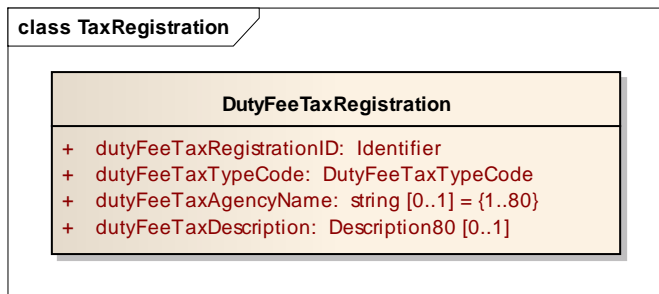 class TaxRegistration
DutyFeeTaxRegistration
+ dutyFeeTaxRegistrationID: Identifier
+ dutyFeeTaxTypeCode: DutyFeeTaxTypeCode
+ dutyFeeTaxAgencyName: string [0..1] = {1..80}
+ dutyFeeTaxDescription: Description80 [0..1]